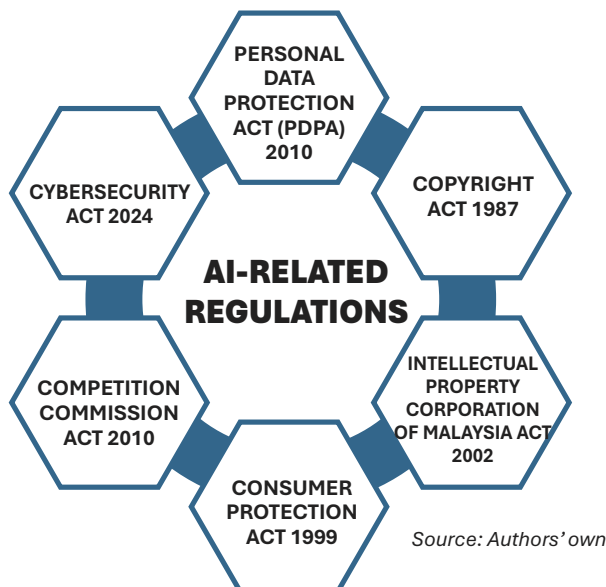 PERSONAL
DATA
PROTECTION
ACT (PDPA)
2010
CYBERSECURITY
ACT 2024
COPYRIGHT
ACT 1987
AI-RELATED
REGULATIONS
COMPETITION
COMMISSION
ACT 2010
INTELLECTUAL
PROPERTY
CORPORATION
OF MALAYSIA ACT
2002
CONSUMER
PROTECTION
ACT 1999
Source: Authors' own